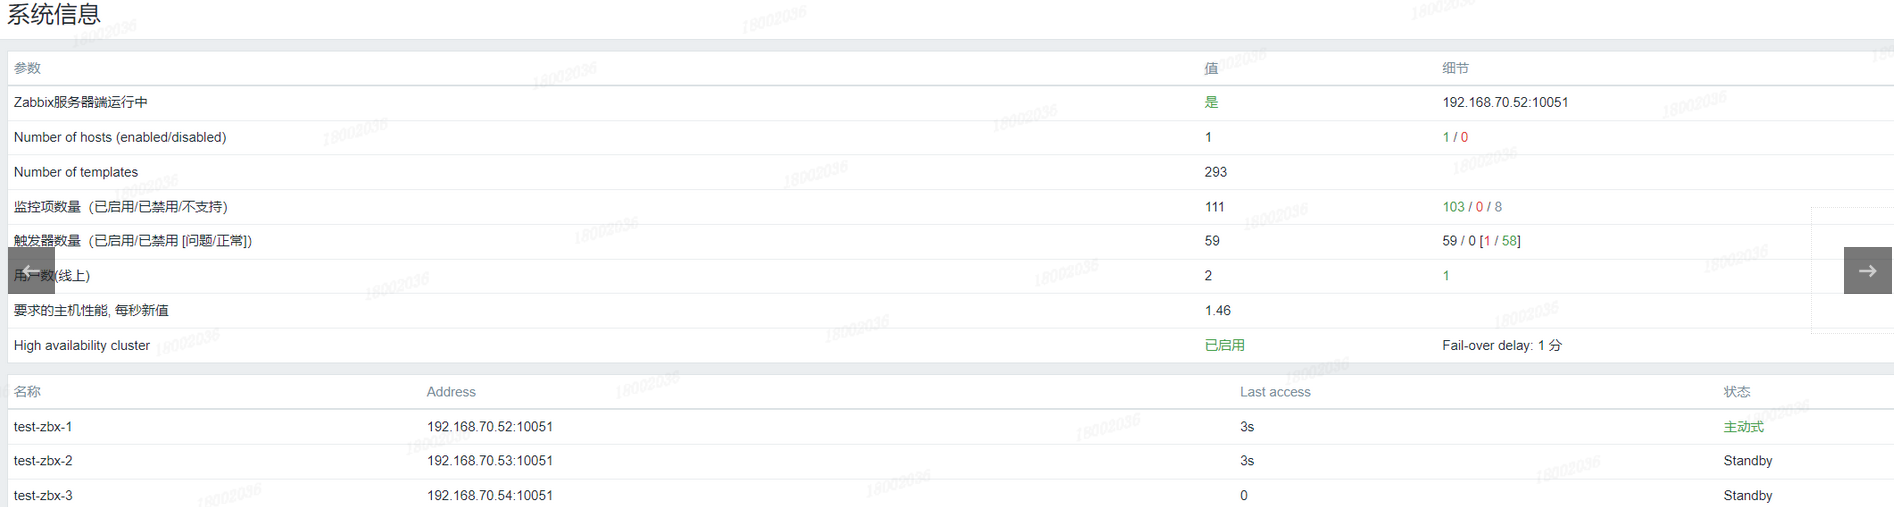 系统信息
参数 值 细节
Zabbix服务器端运行中 是 192.168.70.52:10051
Number of hosts (enabled/disabled) 1 1 / 0
Number of templates 293
监控项数量（已启用/已禁用/不支持） 111 103 / 0 / 8
触发器数量（已启用/已禁用 [问题/正常]） 59 59 / 0 [1 / 58]
用户数(线上) 2 1
要求的主机性能, 每秒新值 1.46
High availability cluster 已启用 Fail-over delay: 1 分
名称 Address Last access 状态
test-zbx-1 192.168.70.52:10051 3s 主动式
test-zbx-2 192.168.70.53:10051 3s Standby
test-zbx-3 192.168.70.54:10051 0 Standby
18002036